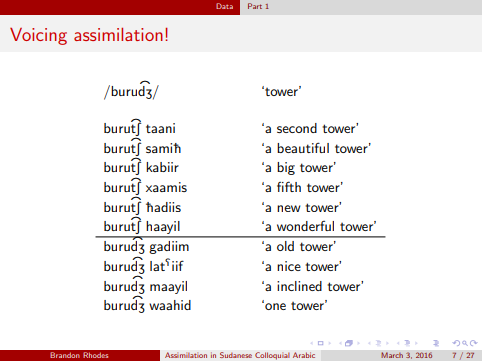 Data Part 1
Voicing assimilation!
/burud͡ʒ/ ‘tower’
burut͡ʃ taani ‘a second tower’
burut͡ʃ samiħ ‘a beautiful tower’
burut͡ʃ kabiir ‘a big tower’
burut͡ʃ xaamis ‘a fifth tower’
burut͡ʃ ħadiis ‘a new tower’
burut͡ʃ haayil ‘a wonderful tower’
burud͡ʒ gadiim ‘a old tower’
burud͡ʒ latˤiif ‘a nice tower’
burud͡ʒ maayil ‘a inclined tower’
burud͡ʒ waahid ‘one tower’
Brandon Rhodes Assimilation in Sudanese Colloquial Arabic March 3, 2016 7 / 27